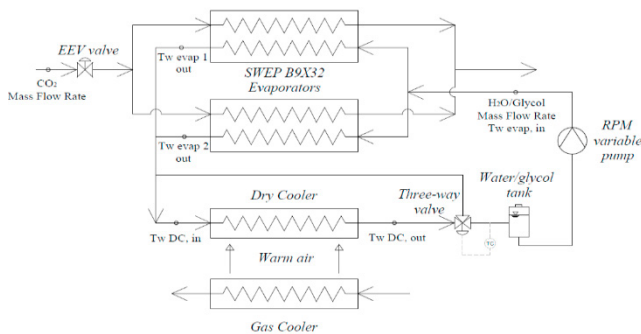 EEV valve
CO₂
Mass Flow Rate
Tw evap 1
out
SWEP B9X32
Evaporators
Tw evap 2
out
H2O/Glycol
Mass Flow Rate
Tw evap, in
RPM
variable
pump
Water/glycol
tank
Three-way
valve
Dry Cooler
Tw DC, in
Tw DC, out
TC
Warm air
Gas Cooler